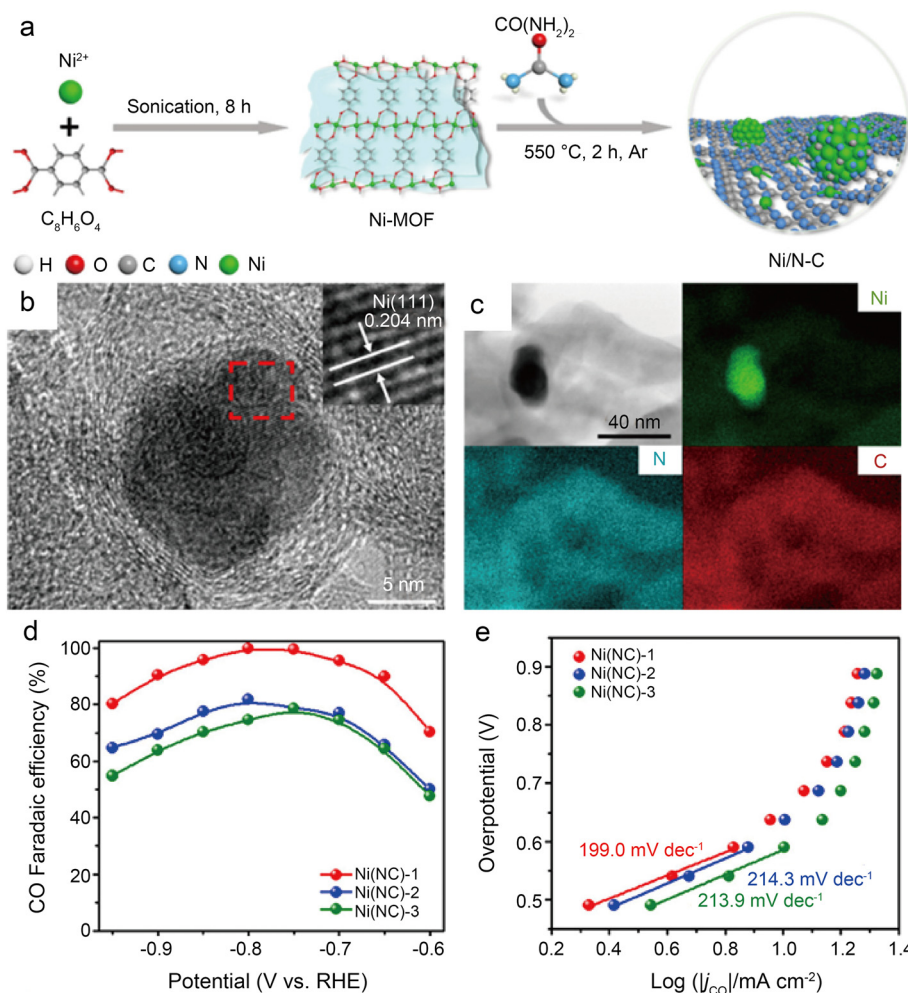 a
CO(NH₂)₂
Ni²⁺
Sonication, 8 h
550 °C, 2 h, Ar
C₈H₆O₄
Ni-MOF
Ni/N-C
H O C N Ni
b
Ni(111)
0.204 nm
5 nm
c
Ni
40 nm
N
C
d
CO Faradaic efficiency (%)
100
80
60
40
20
0
Ni(NC)-1
Ni(NC)-2
Ni(NC)-3
-0.9 -0.8 -0.7 -0.6
Potential (V vs. RHE)
e
Overpotential (V)
0.9
0.8
0.7
0.6
0.5
Ni(NC)-1
Ni(NC)-2
Ni(NC)-3
199.0 mV dec⁻¹
214.3 mV dec⁻¹
213.9 mV dec⁻¹
0.2 0.4 0.6 0.8 1.0 1.2 1.4
Log (|j_CO|/mA cm⁻²)